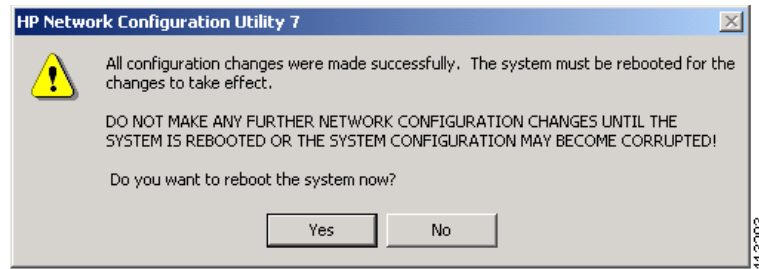 HP Network Configuration Utility 7
All configuration changes were made successfully. The system must be rebooted for the
changes to take effect.
DO NOT MAKE ANY FURTHER NETWORK CONFIGURATION CHANGES UNTIL THE
SYSTEM IS REBOOTED OR THE SYSTEM CONFIGURATION MAY BECOME CORRUPTED!
Do you want to reboot the system now?
Yes
No